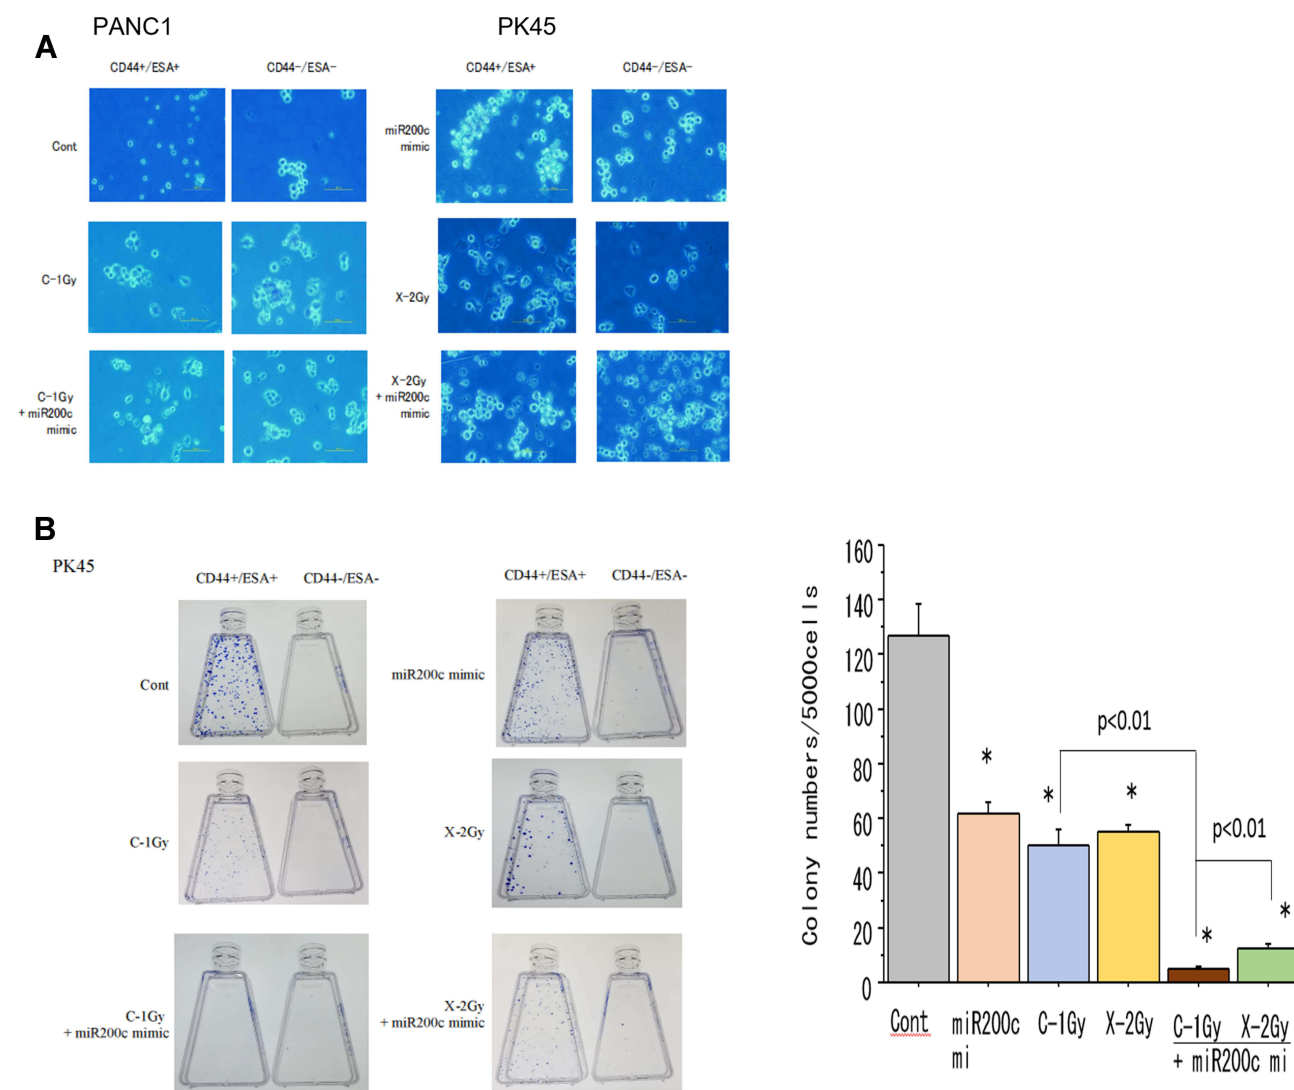 PANC1
PK45
A
CD44+/ESA+
CD44-/ESA-
CD44+/ESA+
CD44-/ESA-
Cont
miR200c
mimic
C-1Gy
X-2Gy
C-1Gy
+ miR200c
mimic
X-2Gy
+ miR200c
mimic
B
PK45
CD44+/ESA+
CD44-/ESA-
CD44+/ESA+
CD44-/ESA-
Cont
miR200c mimic
C-1Gy
X-2Gy
C-1Gy
+ miR200c mimic
X-2Gy
+ miR200c mimic
Colony numbers/5000cells
160
140
120
100
80
60
40
20
0
p<0.01
p<0.01
*
*
*
*
*
Cont
miR200c
mi
C-1Gy
X-2Gy
C-1Gy
X-2Gy
+ miR200c mi